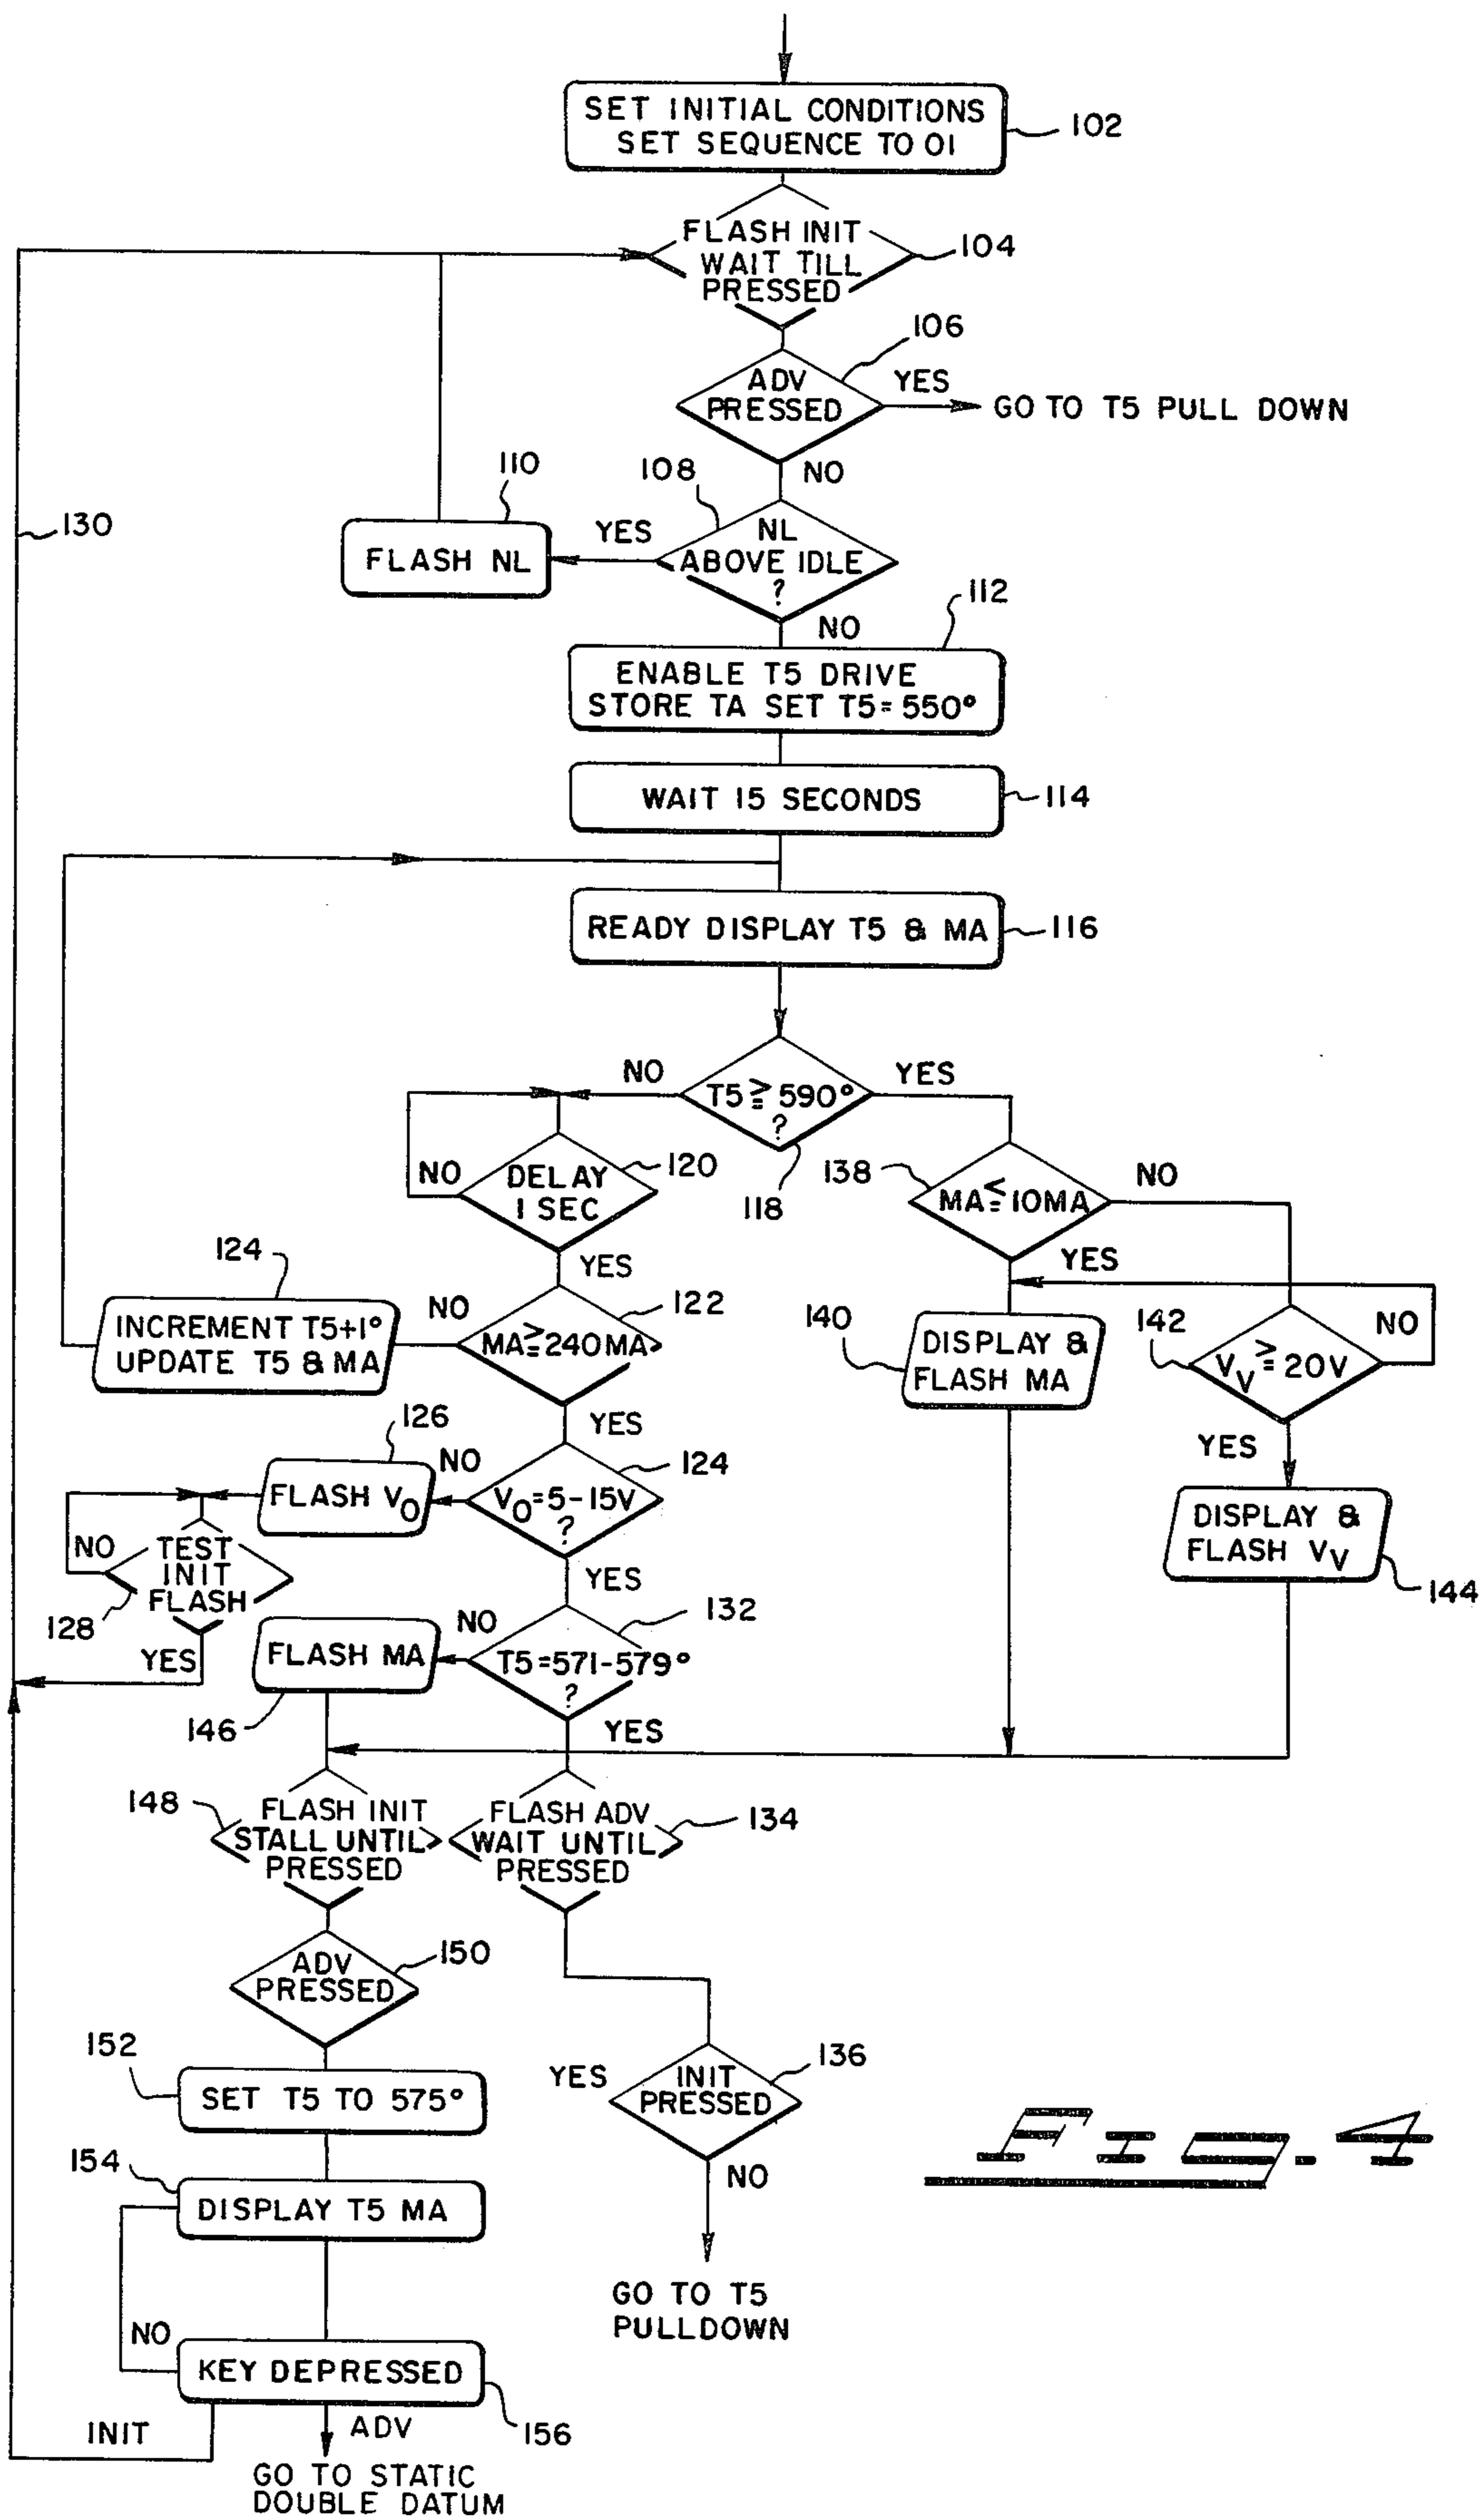 SET INITIAL CONDITIONS
SET SEQUENCE TO 01
102
FLASH INIT
WAIT TILL
PRESSED
104
106
ADV
PRESSED
YES
GO TO T5 PULL DOWN
NO
110
108
130
FLASH NL
YES
NL
ABOVE IDLE
?
NO
112
ENABLE T5 DRIVE
STORE TA SET T5=550°
WAIT 15 SECONDS
114
READY DISPLAY T5 & MA
116
NO
T5≥590°
?
YES
118
NO
DELAY
1 SEC
120
YES
138
MA≤10MA
NO
YES
124
INCREMENT T5+1°
UPDATE T5 & MA
NO
MA≥240MA
122
YES
140
DISPLAY &
FLASH MA
142
VV≥20V
NO
YES
126
FLASH VO
NO
VO=5-15V
?
124
YES
DISPLAY &
FLASH VV
144
NO
TEST
INIT
FLASH
128
YES
FLASH MA
146
NO
T5=571-579°
?
132
YES
148
FLASH INIT
STALL UNTIL
PRESSED
FLASH ADV
WAIT UNTIL
PRESSED
134
ADV
PRESSED
150
152
SET T5 TO 575°
YES
INIT
PRESSED
136
NO
154
DISPLAY T5 MA
GO TO T5
PULLDOWN
NO
KEY DEPRESSED
156
INIT
ADV
GO TO STATIC
DOUBLE DATUM
FIG. 4